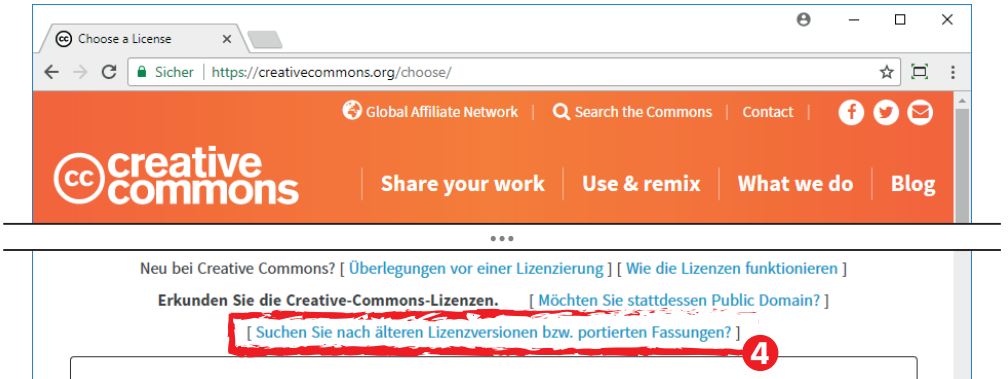 Choose a License
Sicher | https://creativecommons.org/choose/
Global Affiliate Network | Search the Commons | Contact |
cc creative commons
Share your work | Use & remix | What we do | Blog
...
Neu bei Creative Commons? [ Überlegungen vor einer Lizenzierung ] [ Wie die Lizenzen funktionieren ]
Erkunden Sie die Creative-Commons-Lizenzen. [ Möchten Sie stattdessen Public Domain? ]
[ Suchen Sie nach älteren Lizenzversionen bzw. portierten Fassungen? ]
4